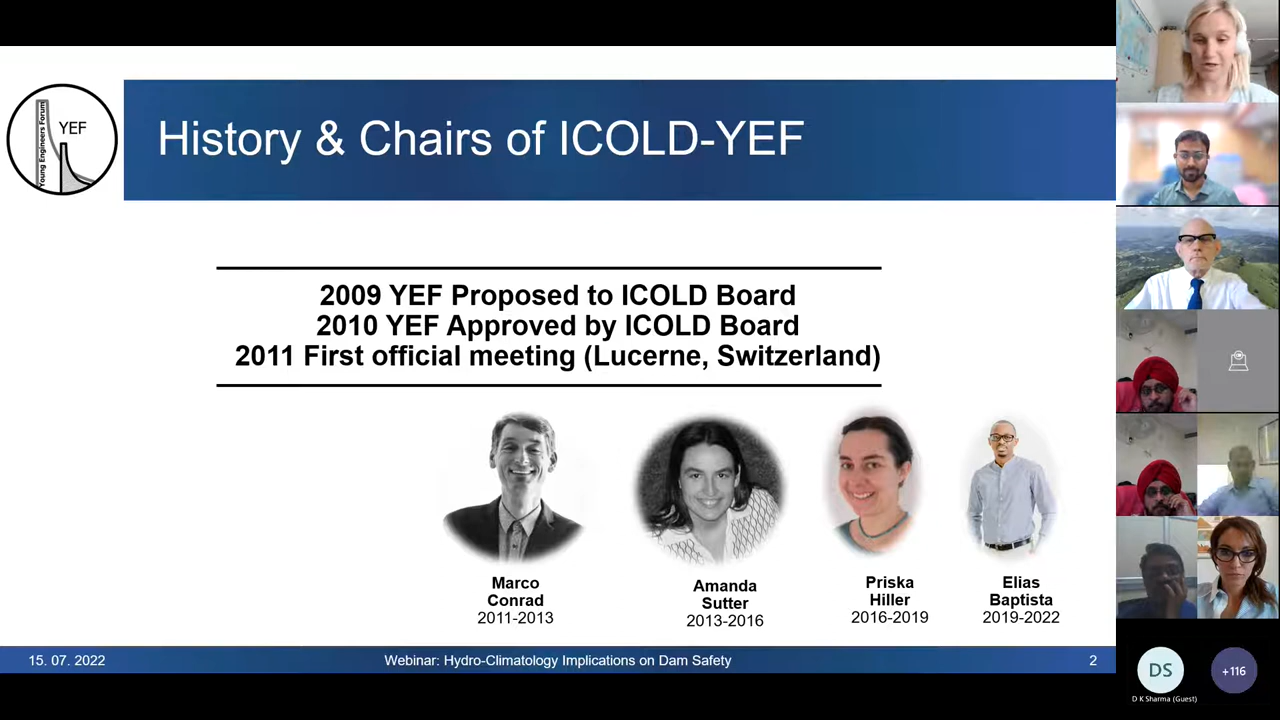 Young Engineers Forum
YEF
History & Chairs of ICOLD-YEF
2009 YEF Proposed to ICOLD Board
2010 YEF Approved by ICOLD Board
2011 First official meeting (Lucerne, Switzerland)
Marco
Conrad
2011-2013
Amanda
Sutter
2013-2016
Priska
Hiller
2016-2019
Elias
Baptista
2019-2022
15. 07. 2022
Webinar: Hydro-Climatology Implications on Dam Safety
2
DS
D K Sharma (Guest)
+116